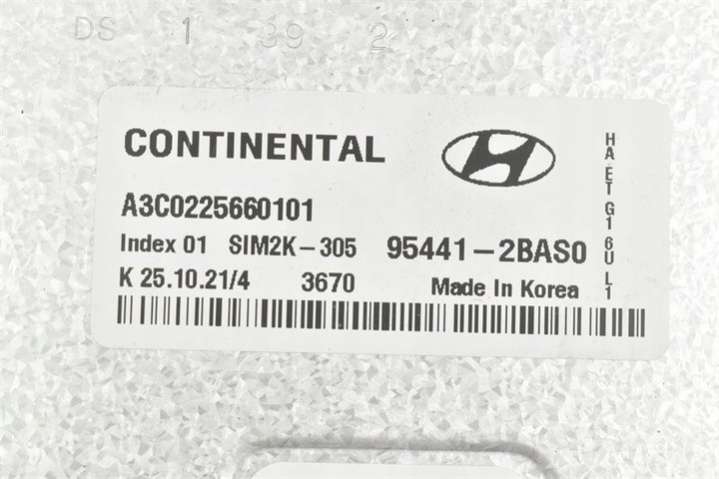 DS 1 39 2
CONTINENTAL
A3C0225660101
Index 01 SIM2K-305 95441-2BAS0
K 25.10.21/4 3670 Made In Korea
HA ET G1 6U L1